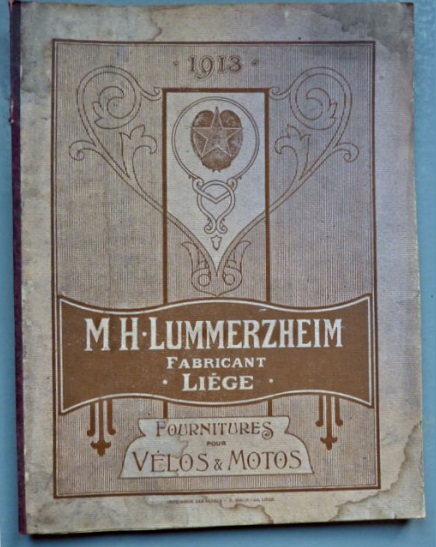 · 1913 ·
M H·LUMMERZHEIM
FABRICANT
· LIÉGE ·
FOURNITURES
POUR
VÉLOS & MOTOS